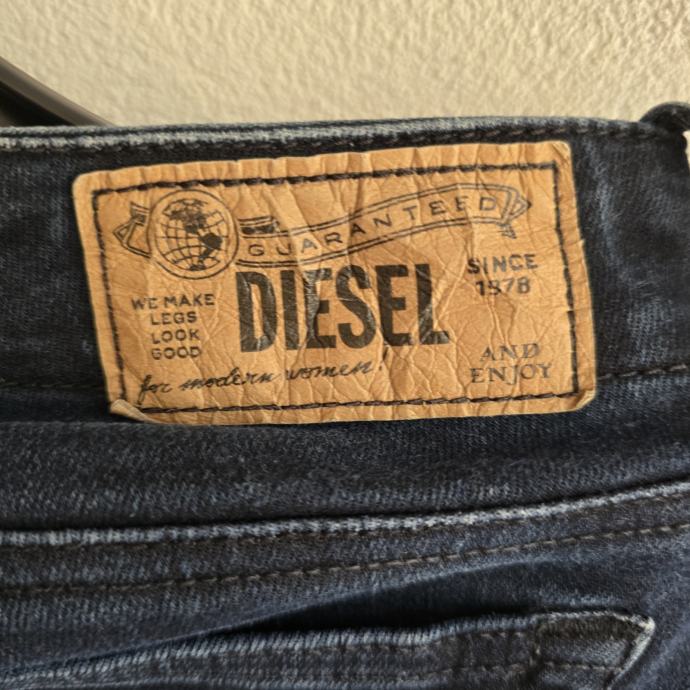 GUARANTEED
DIESEL
SINCE
1978
WE MAKE
LEGS
LOOK
GOOD
for modern women!
AND
ENJOY